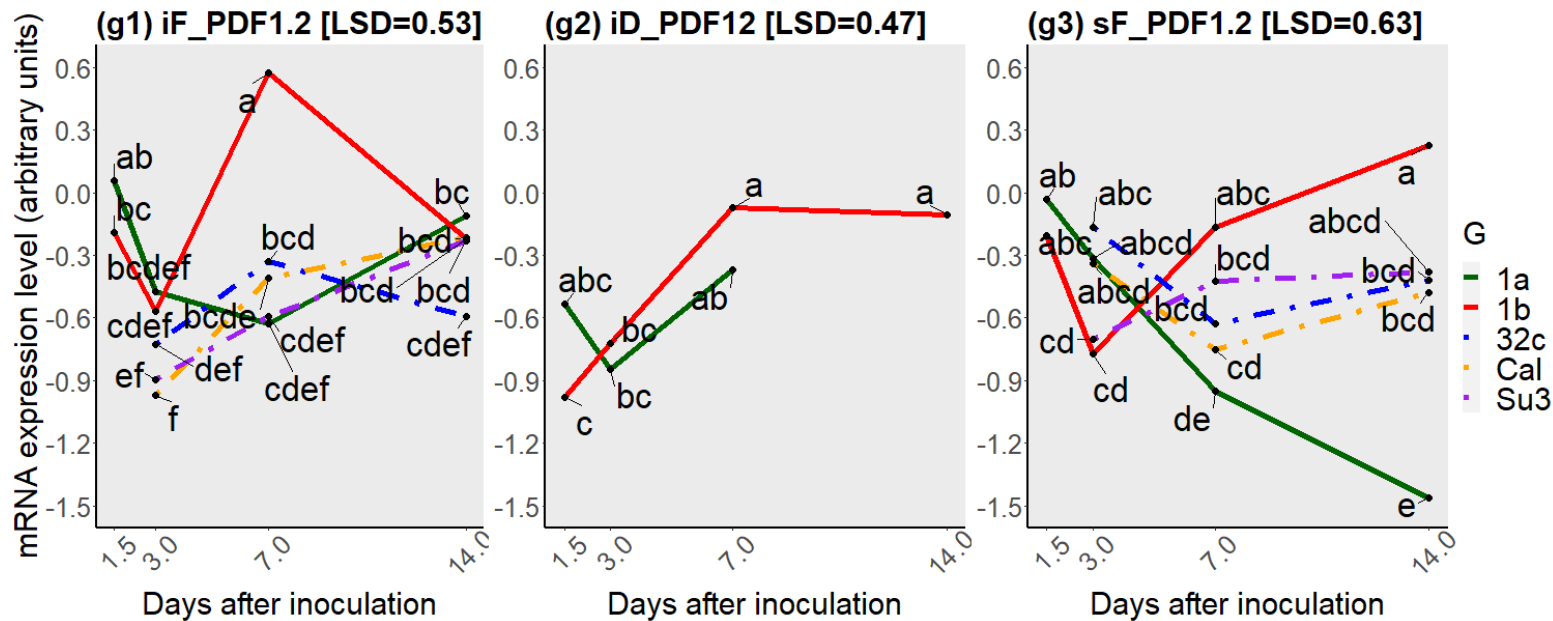 (g1) iF_PDF1.2 [LSD=0.53]
(g2) iD_PDF12 [LSD=0.47]
(g3) sF_PDF1.2 [LSD=0.63]
mRNA expression level (arbitrary units)
0.6
0.3
0.0
-0.3
-0.6
-0.9
-1.2
-1.5
ab
bc
bcdef
cdef
def
ef
f
a
bcd
bcde
cdef
cdef
bc
bcd
bcd
bcd
cdef
1.5
3.0
7.0
14.0
Days after inoculation
0.6
0.3
0.0
-0.3
-0.6
-0.9
-1.2
-1.5
abc
c
bc
bc
a
ab
a
1.5
3.0
7.0
14.0
Days after inoculation
0.6
0.3
0.0
-0.3
-0.6
-0.9
-1.2
-1.5
ab
abc
abc
abcd
abcd
cd
cd
abc
bcd
bcd
cd
de
a
abcd
bcd
bcd
e
1.5
3.0
7.0
14.0
Days after inoculation
G
1a
1b
32c
Cal
Su3